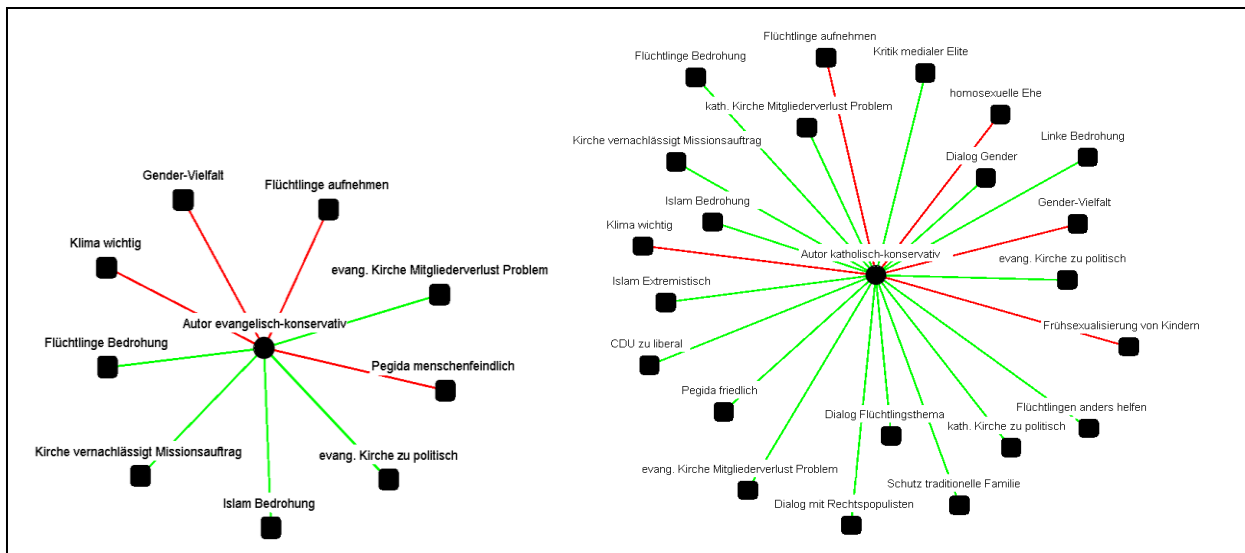 Gender-Vielfalt
Flüchtlinge aufnehmen
Klima wichtig
evang. Kirche Mitgliederverlust Problem
Autor evangelisch-konservativ
Flüchtlinge Bedrohung
Pegida menschenfeindlich
Kirche vernachlässigt Missionsauftrag
evang. Kirche zu politisch
Islam Bedrohung
Flüchtlinge aufnehmen
Kritik medialer Elite
Flüchtlinge Bedrohung
homosexuelle Ehe
kath. Kirche Mitgliederverlust Problem
Kirche vernachlässigt Missionsauftrag
Linke Bedrohung
Dialog Gender
Islam Bedrohung
Gender-Vielfalt
Klima wichtig
Autor katholisch-konservativ
evang. Kirche zu politisch
Islam Extremistisch
Frühsexualisierung von Kindern
CDU zu liberal
Pegida friedlich
Flüchtlingen anders helfen
Dialog Flüchtlingsthema
kath. Kirche zu politisch
evang. Kirche Mitgliederverlust Problem
Schutz traditionelle Familie
Dialog mit Rechtspopulisten